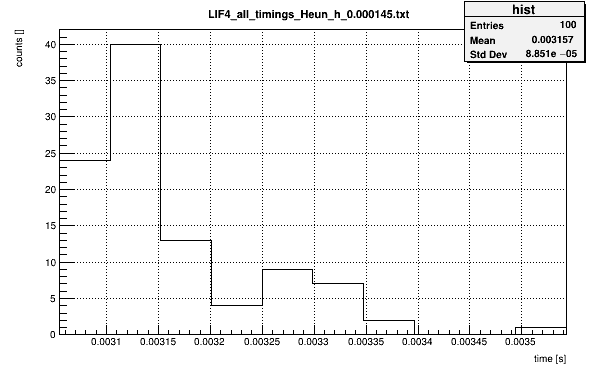 LIF4_all_timings_Heun_h_0.000145.txt
hist
Entries 100
Mean 0.003157
Std Dev 8.851e −05
counts []
40
35
30
25
20
15
10
5
0
0.0031 0.00315 0.0032 0.00325 0.0033 0.00335 0.0034 0.00345 0.0035
time [s]